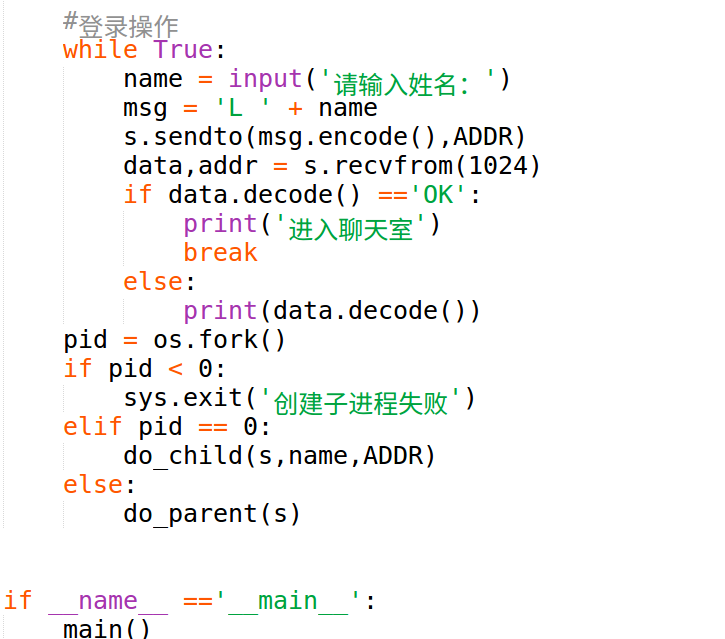 #登录操作
while True:
name = input('请输入姓名：')
msg = 'L ' + name
s.sendto(msg.encode(),ADDR)
data,addr = s.recvfrom(1024)
if data.decode() =='OK':
print('进入聊天室')
break
else:
print(data.decode())
pid = os.fork()
if pid < 0:
sys.exit('创建子进程失败')
elif pid == 0:
do_child(s,name,ADDR)
else:
do_parent(s)
if __name__ =='__main__':
main()